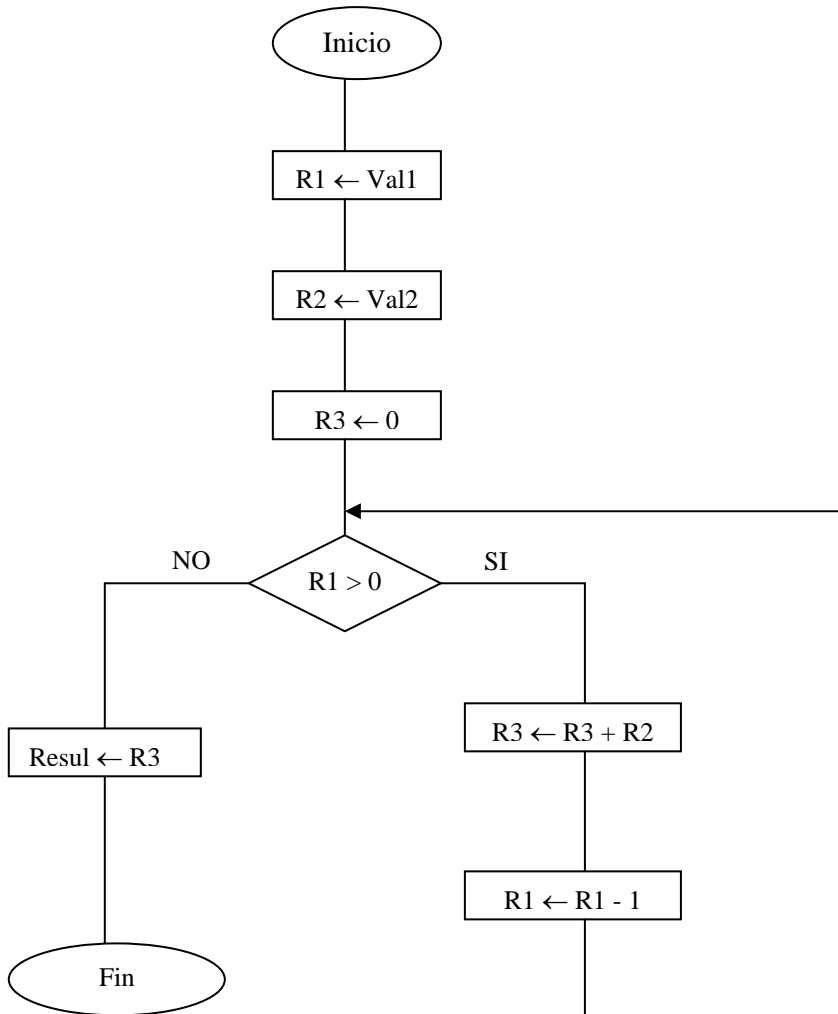 Inicio
R1 ← Val1
R2 ← Val2
R3 ← 0
NO
SI
R1 > 0
R3 ← R3 + R2
Resul ← R3
R1 ← R1 - 1
Fin